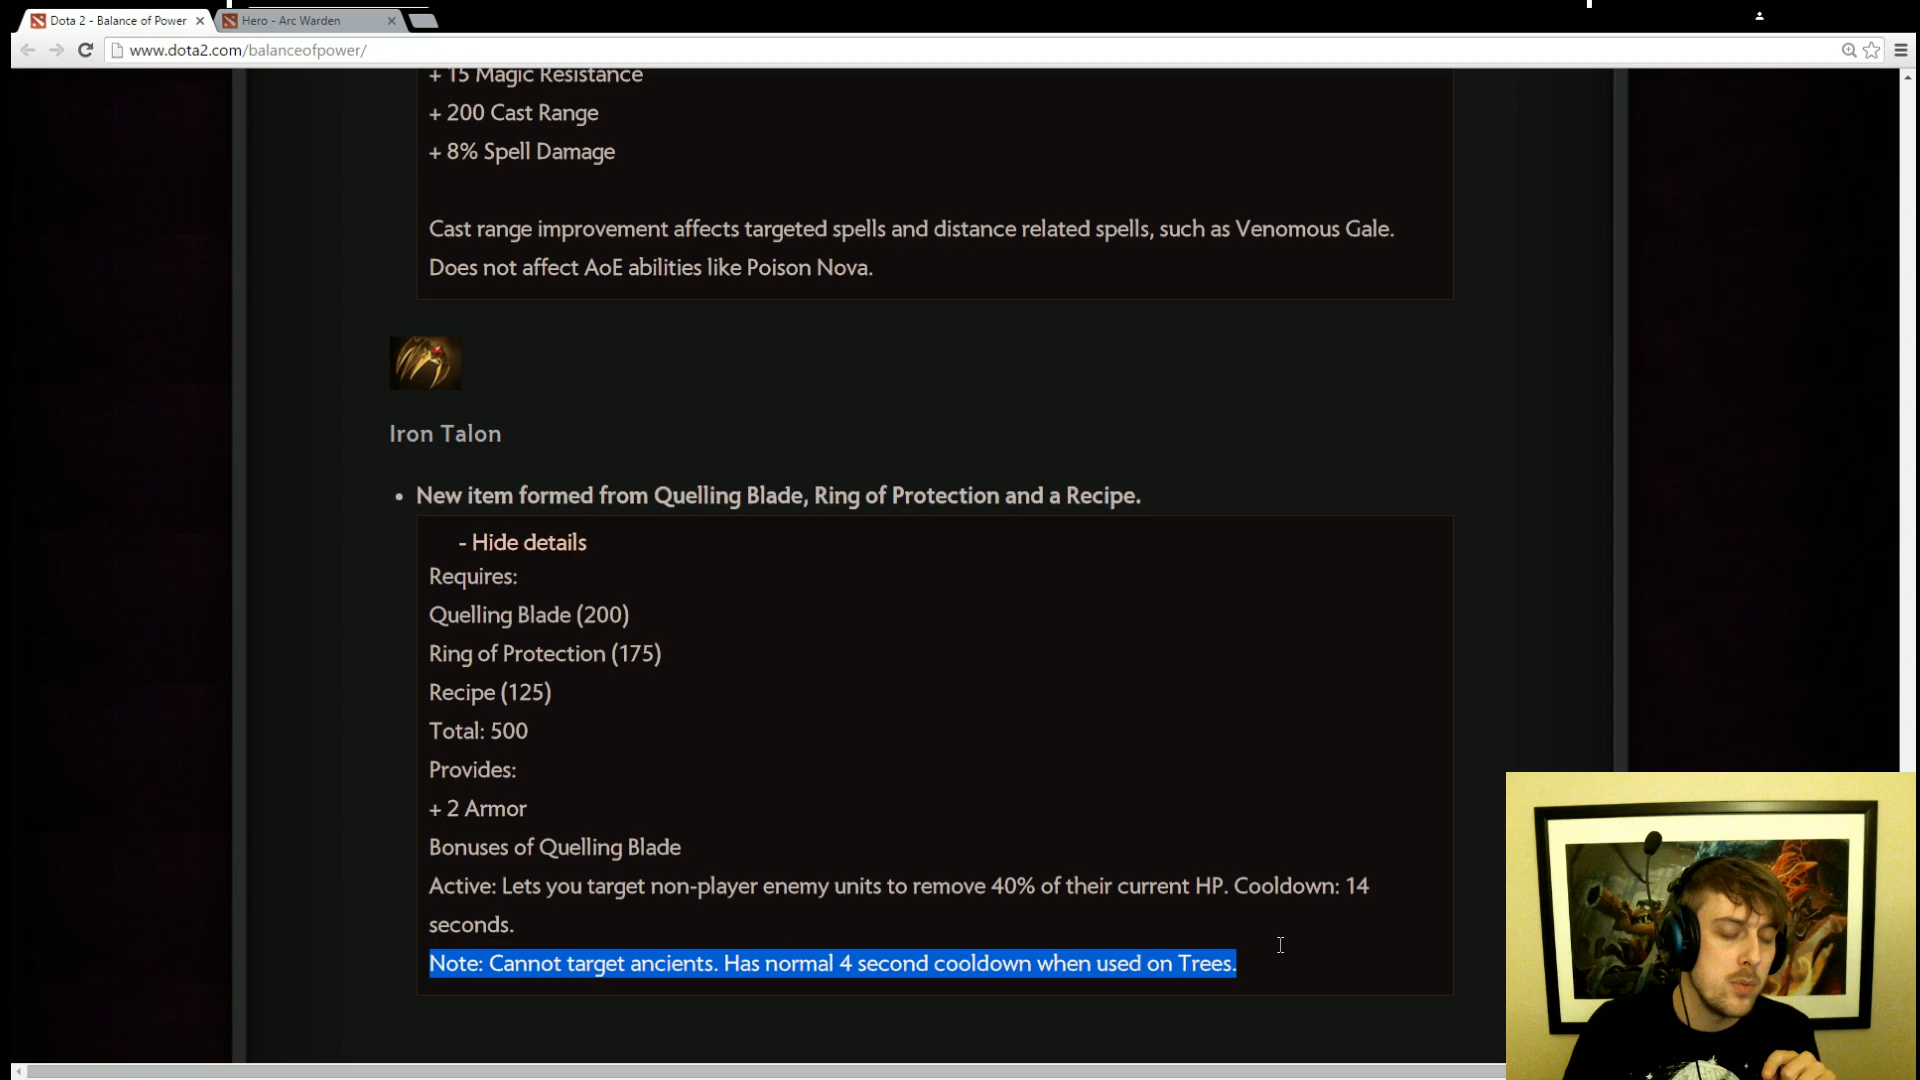 Dota 2 - Balance of Power
Hero - Arc Warden
www.dota2.com/balanceofpower/
+ 15 Magic Resistance
+ 200 Cast Range
+ 8% Spell Damage
Cast range improvement affects targeted spells and distance related spells, such as Venomous Gale.
Does not affect AoE abilities like Poison Nova.
Iron Talon
• New item formed from Quelling Blade, Ring of Protection and a Recipe.
- Hide details
Requires:
Quelling Blade (200)
Ring of Protection (175)
Recipe (125)
Total: 500
Provides:
+ 2 Armor
Bonuses of Quelling Blade
Active: Lets you target non-player enemy units to remove 40% of their current HP. Cooldown: 14
seconds.
Note: Cannot target ancients. Has normal 4 second cooldown when used on Trees.